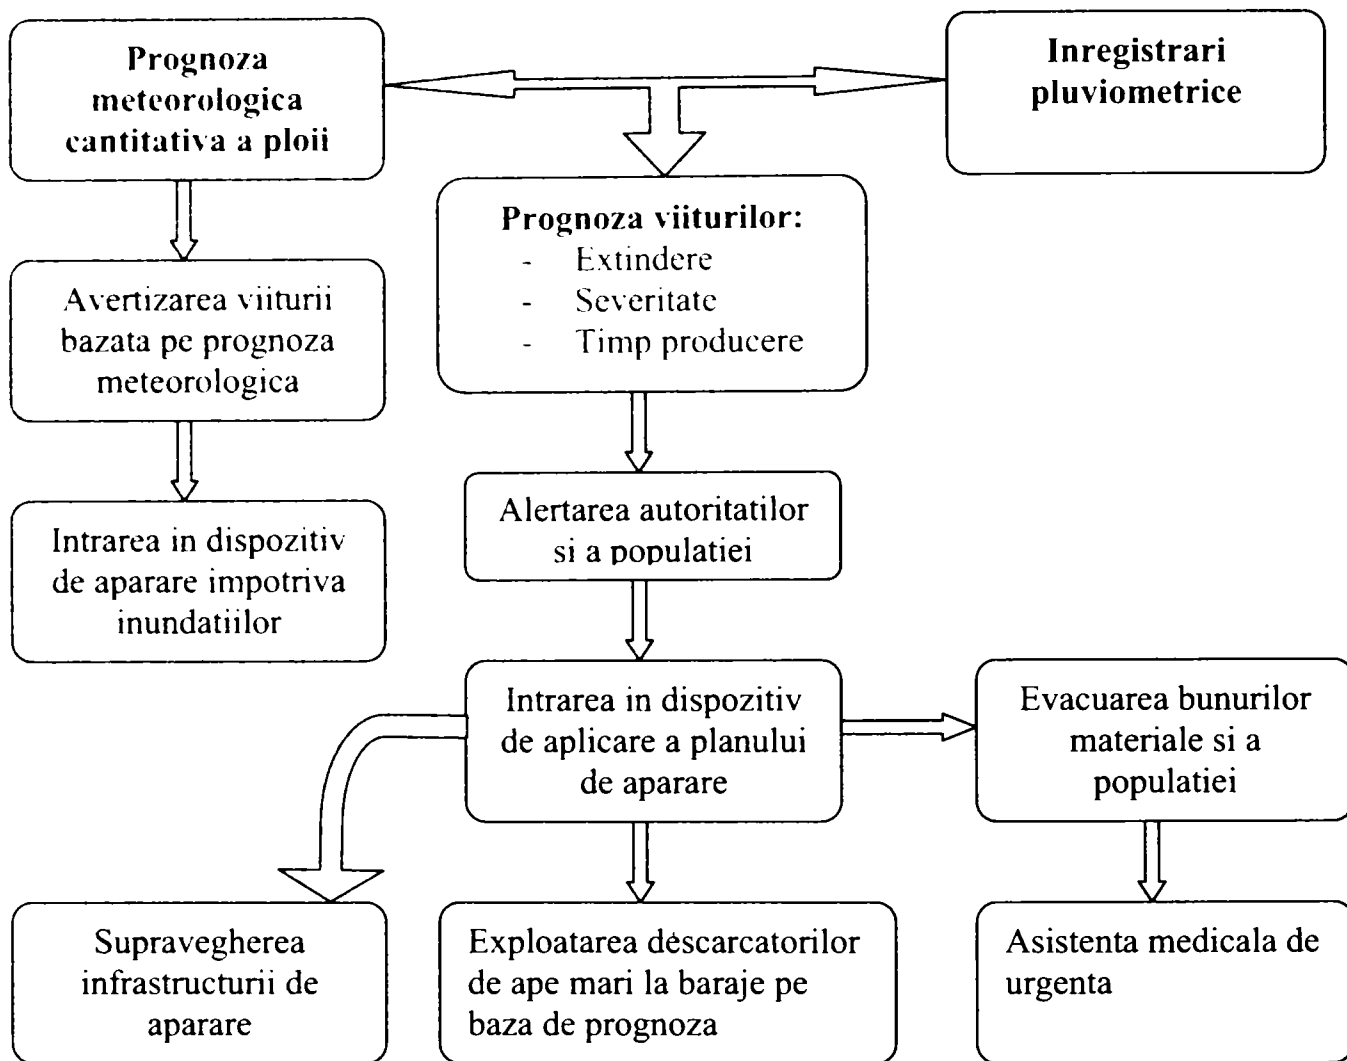 Prognoza
meteorologica
cantitativa a ploii
Inregistrari
pluviometrice
Prognoza viiturilor:
- Extindere
- Severitate
- Timp producere
Avertizarea viiturii
bazata pe prognoza
meteorologica
Alertarea autoritatilor
si a populatiei
Intrarea in dispozitiv
de aparare impotriva
inundatiilor
Intrarea in dispozitiv
de aplicare a planului
de aparare
Evacuarea bunurilor
materiale si a
populatiei
Supravegherea
infrastructurii de
aparare
Exploatarea descarcatorilor
de ape mari la baraje pe
baza de prognoza
Asistenta medicala de
urgenta